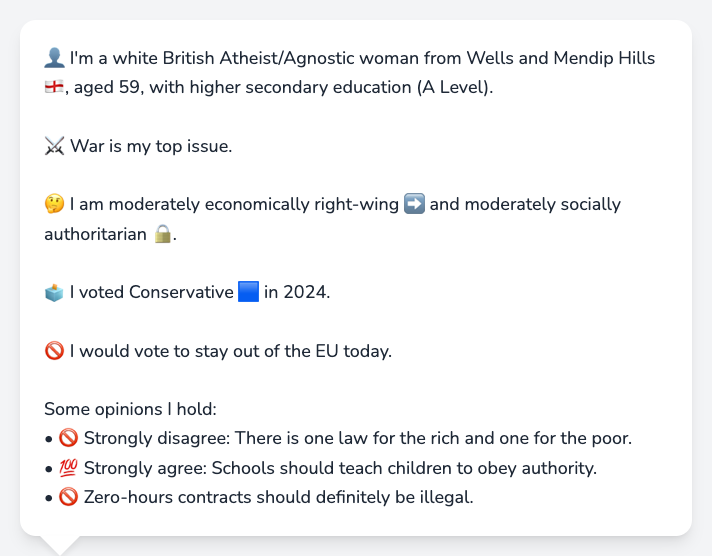 👤 I'm a white British Atheist/Agnostic woman from Wells and Mendip Hills
🏴󠁧󠁢󠁥󠁮󠁧󠁿, aged 59, with higher secondary education (A Level).
⚔️ War is my top issue.
🤔 I am moderately economically right-wing ➡️ and moderately socially
authoritarian 🔒.
🗳️ I voted Conservative 🟦 in 2024.
🚫 I would vote to stay out of the EU today.
Some opinions I hold:
• 🚫 Strongly disagree: There is one law for the rich and one for the poor.
• 💯 Strongly agree: Schools should teach children to obey authority.
• 🚫 Zero-hours contracts should definitely be illegal.